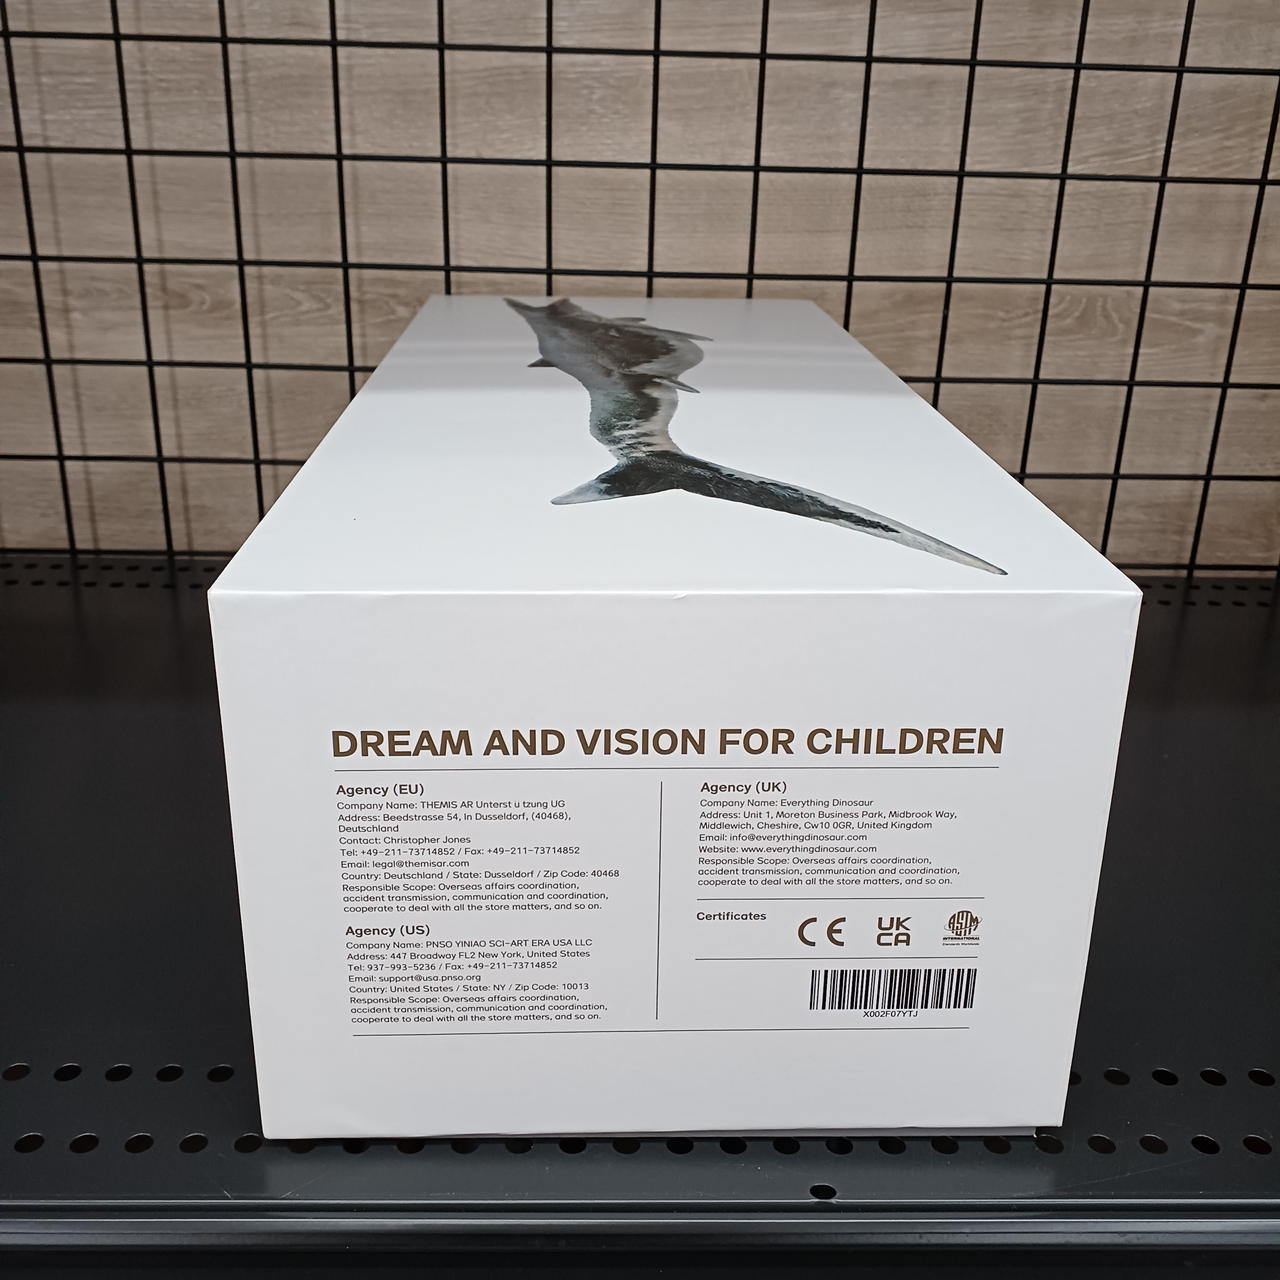 DREAM AND VISION FOR CHILDREN
Agency (EU)
Company Name: THEMIS AR Unterst ü tzung UG
Address: Beedstrasse 54, In Dusseldorf, (40468),
Deutschland
Contact: Christopher Jones
Tel: +49-211-73714852 / Fax: +49-211-73714852
Email: legal@themisar.com
Country: Deutschland / State: Dusseldorf / Zip Code: 40468
Responsible Scope: Overseas affairs coordination,
accident transmission, communication and coordination,
cooperate to deal with all the store matters, and so on.
Agency (US)
Company Name: PNSO YINIAO SCI-ART ERA USA LLC
Address: 447 Broadway FL2 New York, United States
Tel: 937-993-5236 / Fax: +49-211-73714852
Email: support@usa.pnso.org
Country: United States / State: NY / Zip Code: 10013
Responsible Scope: Overseas affairs coordination,
accident transmission, communication and coordination,
cooperate to deal with all the store matters, and so on.
Agency (UK)
Company Name: Everything Dinosaur
Address: Unit 1, Moreton Business Park, Midbrook Way,
Middlewich, Cheshire, Cw10 0GR, United Kingdom
Email: info@everythingdinosaur.com
Website: www.everythingdinosaur.com
Responsible Scope: Overseas affairs coordination,
accident transmission, communication and coordination,
cooperate to deal with all the store matters, and so on.
Certificates
CE
UK
CA
ASTM
INTERNATIONAL
Standards Worldwide
X002F07YTJ